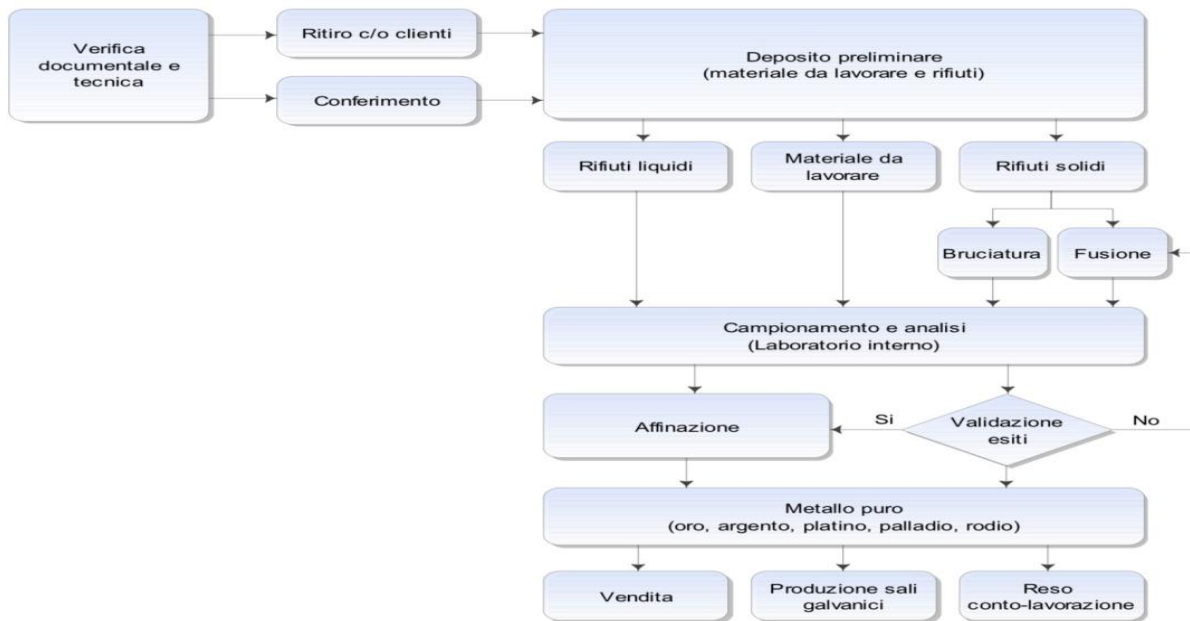 Verifica
documentale e
tecnica
Ritiro c/o clienti
Conferimento
Deposito preliminare
(materiale da lavorare e rifiuti)
Rifiuti liquidi
Materiale da
lavorare
Rifiuti solidi
Bruciatura
Fusione
Campionamento e analisi
(Laboratorio interno)
Affinazione
Si
Validazione
esiti
No
Metallo puro
(oro, argento, platino, palladio, rodio)
Vendita
Produzione sali
galvanici
Reso
conto-lavorazione